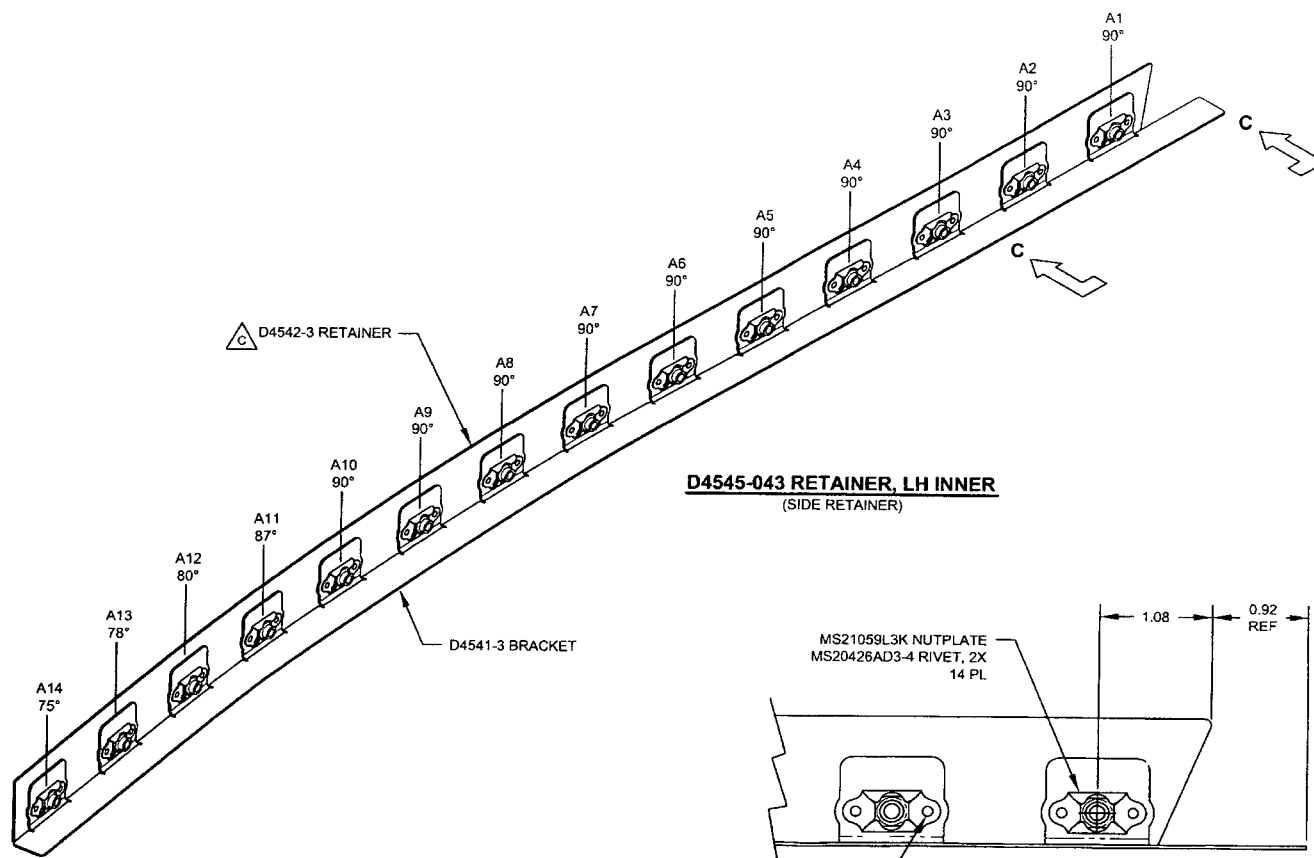 A1
90°
A2
90°
A3
90°
A4
90°
A5
90°
A6
90°
A7
90°
A8
90°
A9
90°
A10
90°
A11
87°
A12
80°
A13
78°
A14
75°
C
C
C D4542-3 RETAINER
D4541-3 BRACKET
D4545-043 RETAINER, LH INNER
(SIDE RETAINER)
MS21059L3K NUTPLATE
MS20426AD3-4 RIVET, 2X
14 PL
1.08
0.92
REF